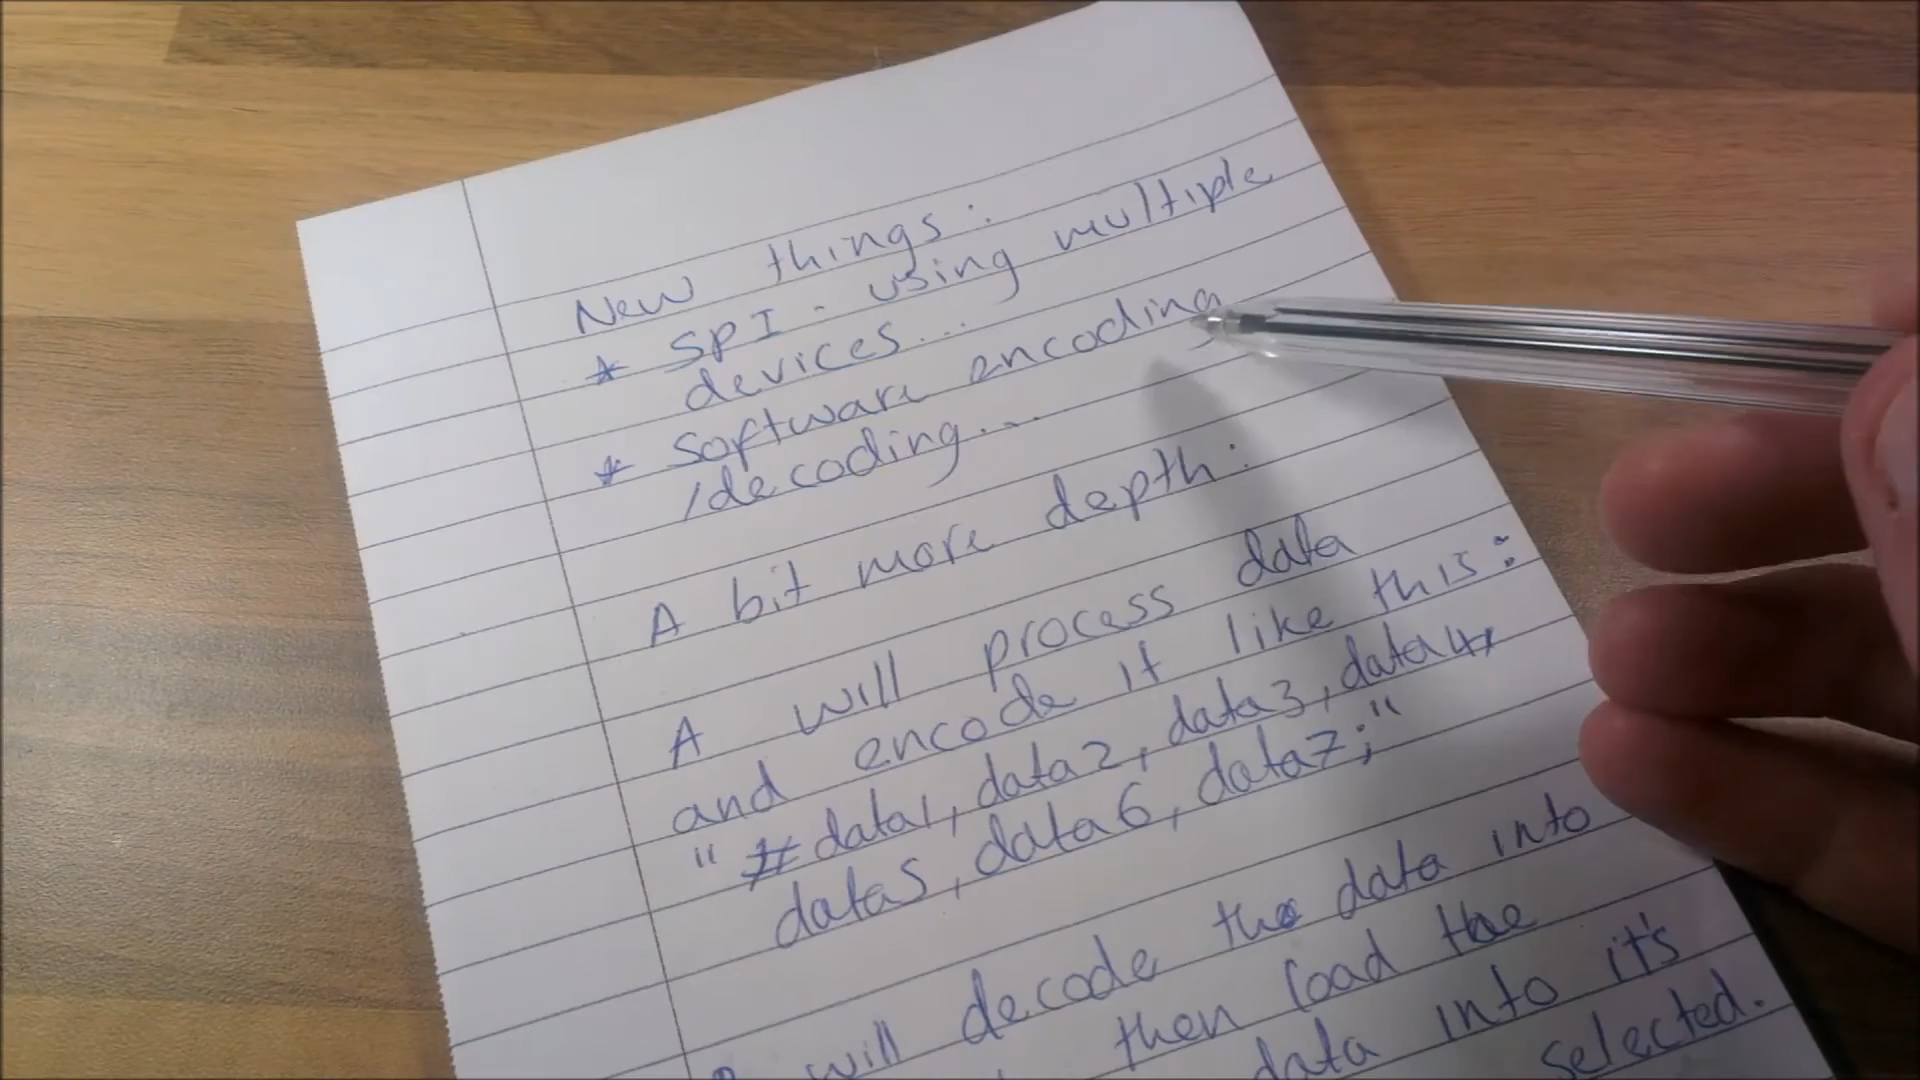 New things:
* SPI - using multiple
devices...
* Software encoding
/decoding...
A bit more depth:
A will process data
and encode it like this:
"#data1, data2, data3, data4,
data5, data6, data7;"
will decode the data into
then load the
data into it's
selected.